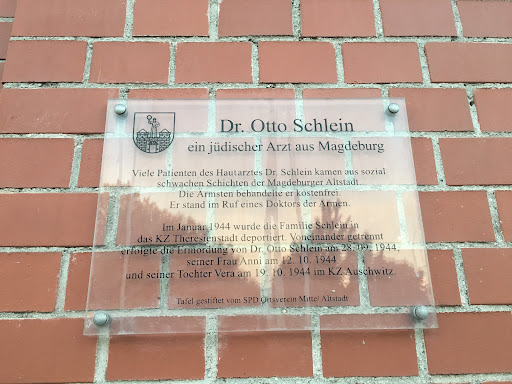 Dr. Otto Schlein
ein jüdischer Arzt aus Magdeburg
Viele Patienten des Hautarztes Dr. Schlein kamen aus sozial
schwachen Schichten der Magdeburger Altstadt.
Die Ärmsten behandelte er kostenfrei.
Er stand im Ruf eines Doktors der Armen.
Im Januar 1944 wurde die Familie Schlein in
das KZ Theresienstadt deportiert. Voneinander getrennt
erfolgte die Ermordung von Dr. Otto Schlein am 28. 09. 1944,
seiner Frau Anni am 12. 10. 1944
und seiner Tochter Vera am 19. 10. 1944 im KZ Auschwitz.
Tafel gestiftet vom SPD Ortsverein Mitte/ Altstadt